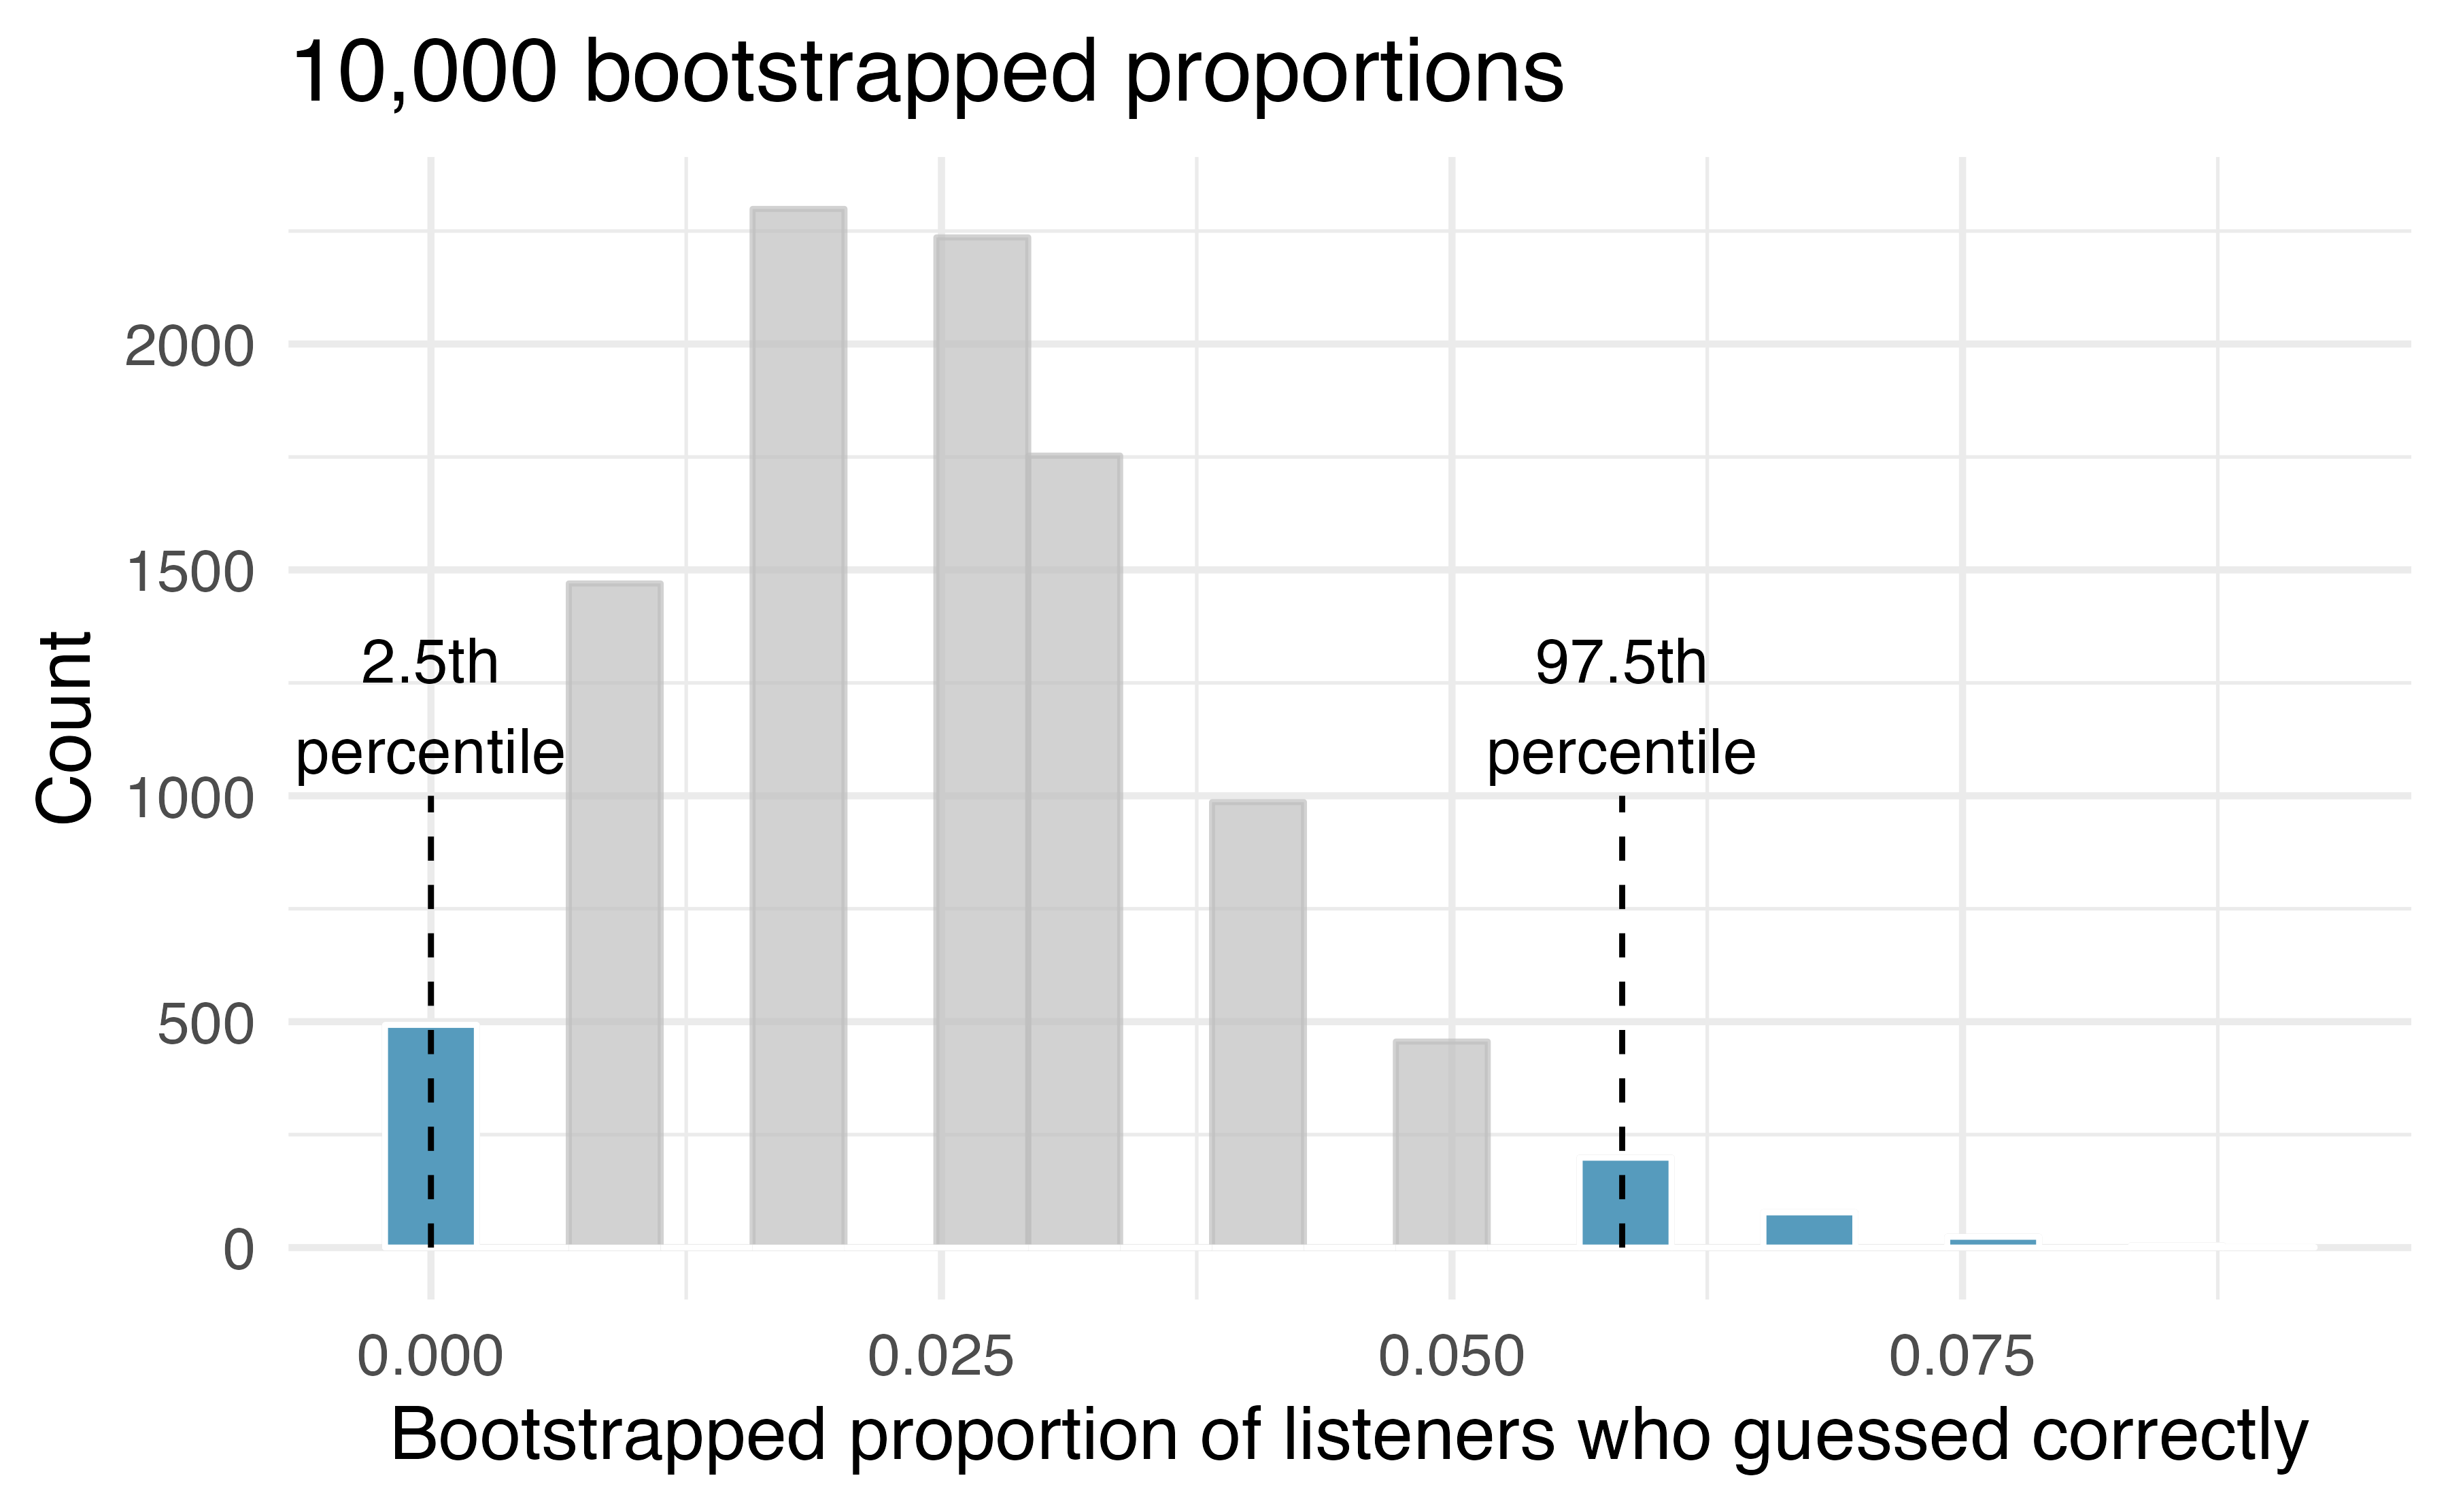 10,000 bootstrapped proportions
2000
1500
1000
500
0
Count
2.5th
percentile
97.5th
percentile
0.000
0.025
0.050
0.075
Bootstrapped proportion of listeners who guessed correctly